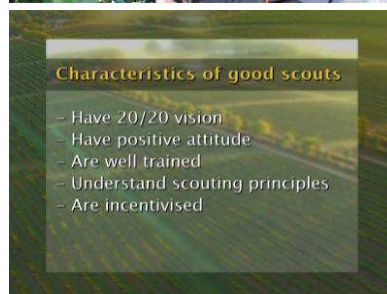 Characteristics of good scouts
– Have 20/20 vision
– Have positive attitude
– Are well trained
– Understand scouting principles
– Are incentivised